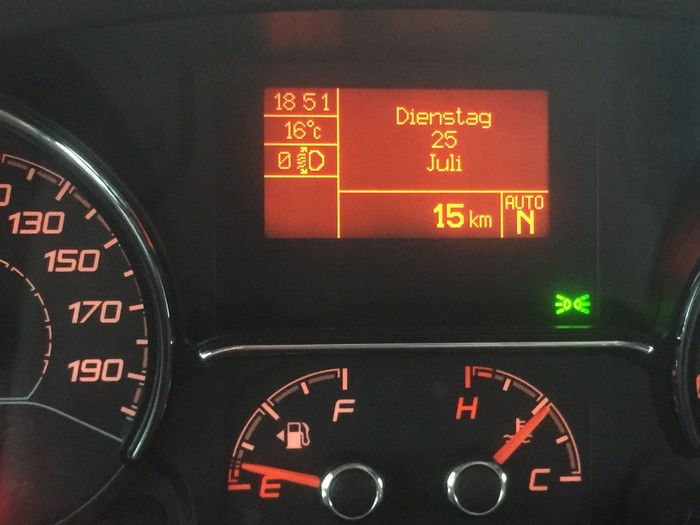 18 51
16°c
0
Dienstag
25
Juli
15 km
AUTO
N
130
150
170
190
F
E
H
C